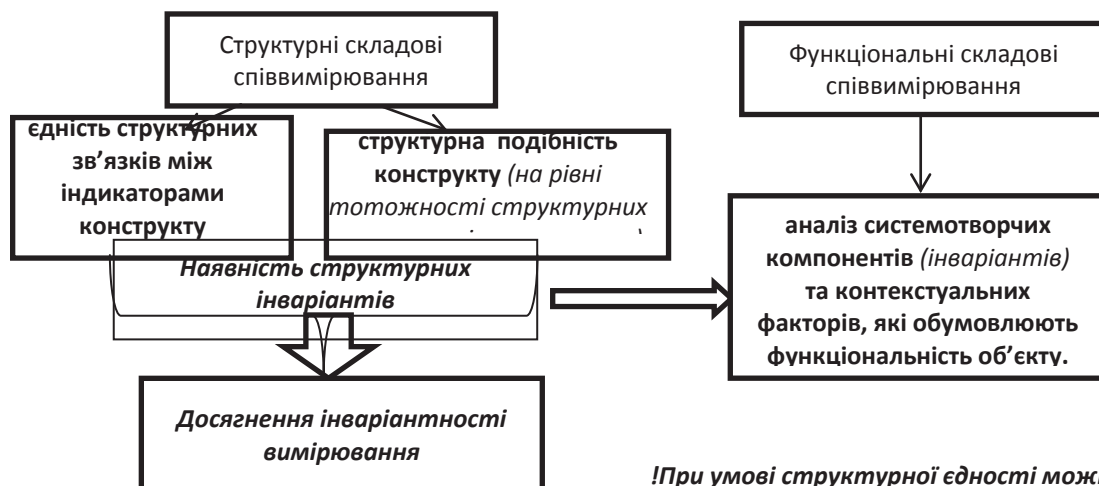 Структурні складові
співвимірювання
Функціональні складові
співвимірювання
єдність структурних
зв’язків між
індикаторами
конструкту
структурна подібність
конструкту (на рівні
тотожності структурних
Наявність структурних
інваріантів
аналіз системотворчих
компонентів (інваріантів)
та контекстуальних
факторів, які обумовлюють
функціональність об’єкту.
Досягнення інваріантності
вимірювання
!При умові структурної єдності